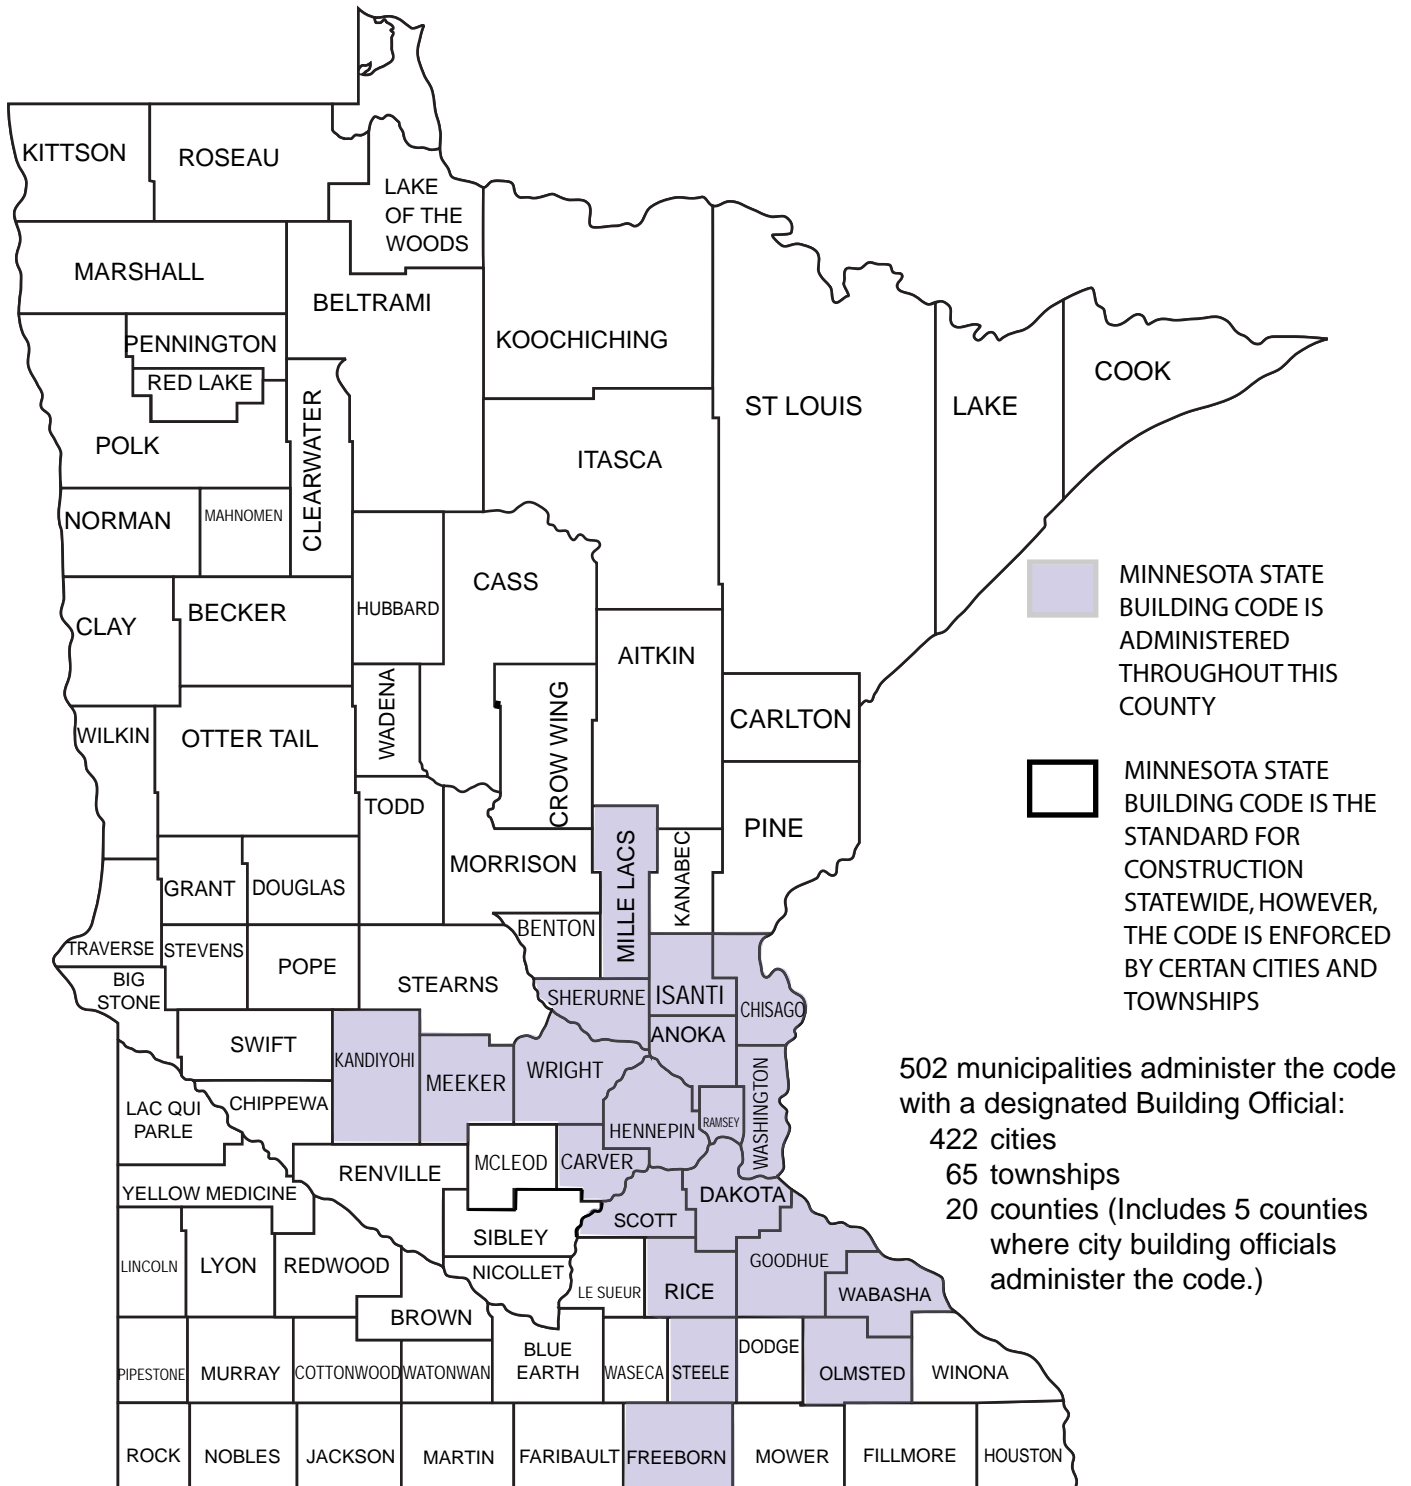 KITTSON
ROSEAU
LAKE
OF THE
WOODS
MARSHALL
BELTRAMI
PENNINGTON
KOOCHICHING
RED LAKE
COOK
ST LOUIS
LAKE
CLEARWATER
POLK
ITASCA
NORMAN
MAHNOMEN
CASS
HUBBARD
BECKER
CLAY
AITKIN
WADENA
CROW WING
CARLTON
WILKIN
OTTER TAIL
TODD
PINE
MORRISON
MILLE LACS
KANABEC
GRANT
DOUGLAS
BENTON
TRAVERSE
STEVENS
POPE
STEARNS
BIG
STONE
SHERURNE
ISANTI
CHISAGO
SWIFT
KANDIYOHI
ANOKA
MEEKER
WRIGHT
WASHINGTON
CHIPPEWA
LAC QUI
PARLE
HENNEPIN
RAMSEY
RENVILLE
MCLEOD
CARVER
YELLOW MEDICINE
DAKOTA
SCOTT
SIBLEY
LINCOLN
LYON
REDWOOD
NICOLLET
LE SUEUR
RICE
GOODHUE
WABASHA
BROWN
BLUE
EARTH
DODGE
PIPESTONE
MURRAY
COTTONWOOD
WATONWAN
WASECA
STEELE
OLMSTED
WINONA
ROCK
NOBLES
JACKSON
MARTIN
FARIBAULT
FREEBORN
MOWER
FILLMORE
HOUSTON
MINNESOTA STATE
BUILDING CODE IS
ADMINISTERED
THROUGHOUT THIS
COUNTY
MINNESOTA STATE
BUILDING CODE IS THE
STANDARD FOR
CONSTRUCTION
STATEWIDE, HOWEVER,
THE CODE IS ENFORCED
BY CERTAN CITIES AND
TOWNSHIPS
502 municipalities administer the code
with a designated Building Official:
422 cities
65 townships
20 counties (Includes 5 counties
where city building officials
administer the code.)